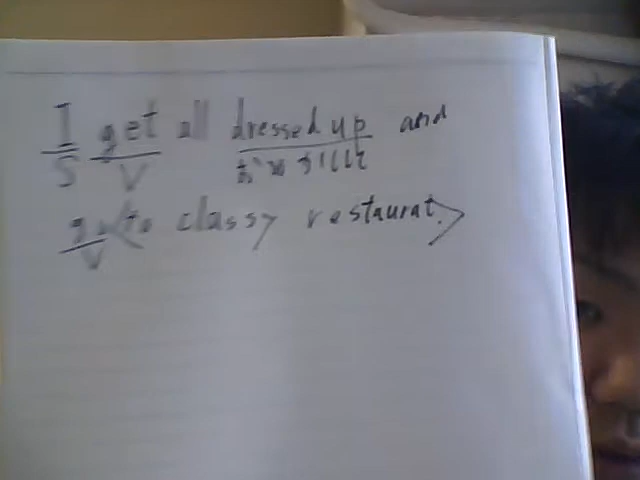 I get all dressed up and
S V
go to classy restaurat.
V